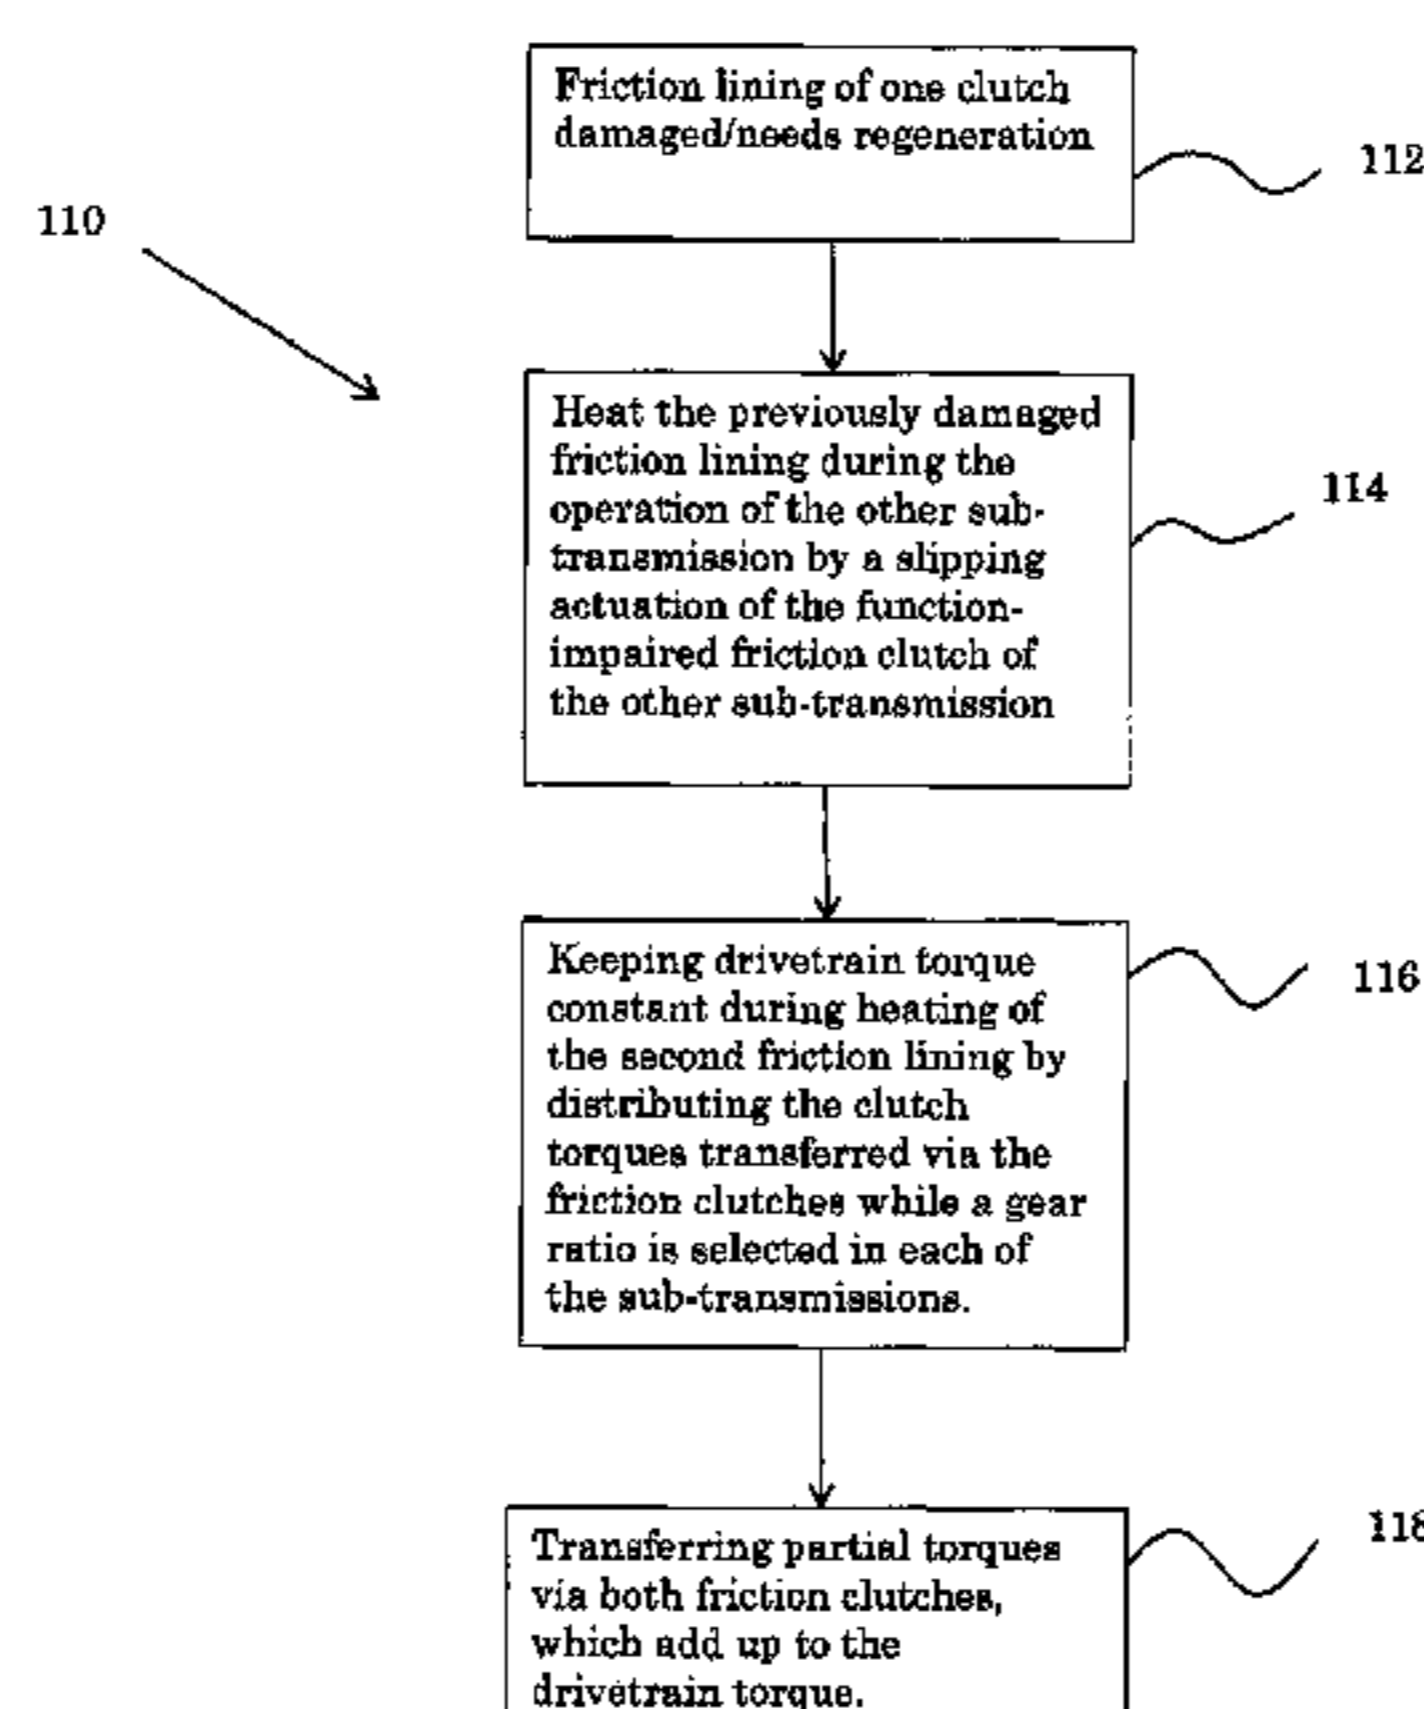 Friction lining of one clutch
damaged/needs regeneration
112
110
Heat the previously damaged
friction lining during the
operation of the other sub-
transmission by a slipping
actuation of the function-
impaired friction clutch of
the other sub-transmission
114
Keeping drivetrain torque
constant during heating of
the second friction lining by
distributing the clutch
torques transferred via the
friction clutches while a gear
ratio is selected in each of
the sub-transmissions.
116
Transferring partial torques
via both friction clutches,
which add up to the
drivetrain torque.
118